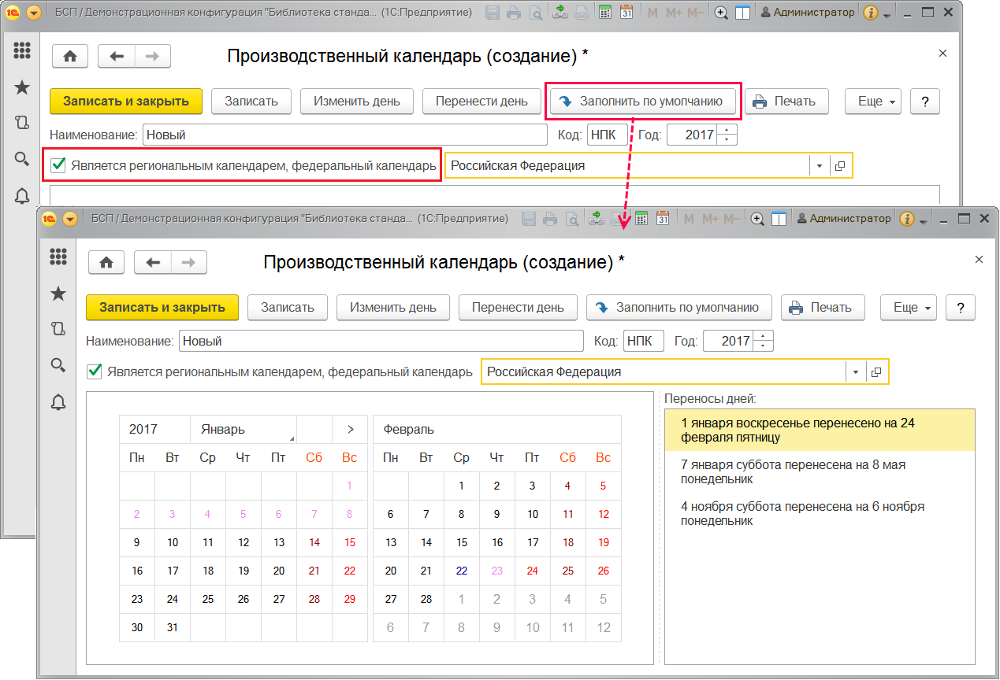 БСП / Демонстрационная конфигурация "Библиотека станда... (1С:Предприятие) 31 M M+ M- Администратор
Производственный календарь (создание) *
Записать и закрыть Записать Изменить день Перенести день Заполнить по умолчанию Печать Еще ?
Наименование: Новый Код: НПК Год: 2017
Является региональным календарем, федеральный календарь Российская Федерация
БСП / Демонстрационная конфигурация "Библиотека станда... (1С:Предприятие) 31 M M+ M- Администратор
Производственный календарь (создание) *
Записать и закрыть Записать Изменить день Перенести день Заполнить по умолчанию Печать Еще ?
Наименование: Новый Код: НПК Год: 2017
Является региональным календарем, федеральный календарь Российская Федерация
Переносы дней:
2017 Январь > Февраль
Пн Вт Ср Чт Пт Сб Вс Пн Вт Ср Чт Пт Сб Вс
1 1 2 3 4 5
2 3 4 5 6 7 8 6 7 8 9 10 11 12
9 10 11 12 13 14 15 13 14 15 16 17 18 19
16 17 18 19 20 21 22 20 21 22 23 24 25 26
23 24 25 26 27 28 29 27 28 1 2 3 4 5
30 31 6 7 8 9 10 11 12
1 января воскресенье перенесено на 24
февраля пятницу
7 января суббота перенесена на 8 мая
понедельник
4 ноября суббота перенесена на 6 ноября
понедельник